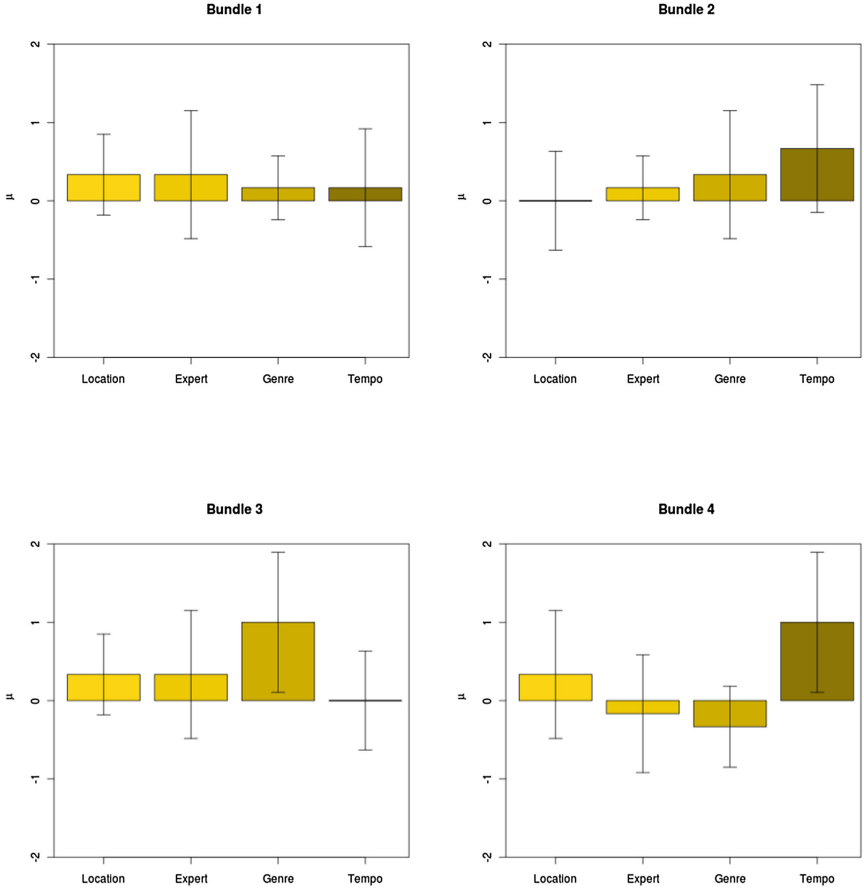 Bundle 1
2
1
0
-1
-2
μ
Location Expert Genre Tempo
Bundle 2
2
1
0
-1
-2
μ
Location Expert Genre Tempo
Bundle 3
2
1
0
-1
-2
μ
Location Expert Genre Tempo
Bundle 4
2
1
0
-1
-2
μ
Location Expert Genre Tempo